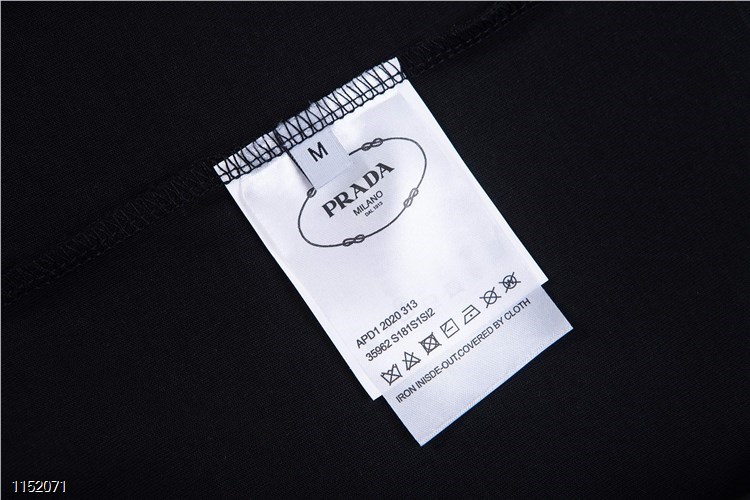 M
PRADA
MILANO
DAL 1913
APD1 2020 313
35962 S181S1SI2
IRON INISDE-OUT,COVERED BY CLOTH
1152071